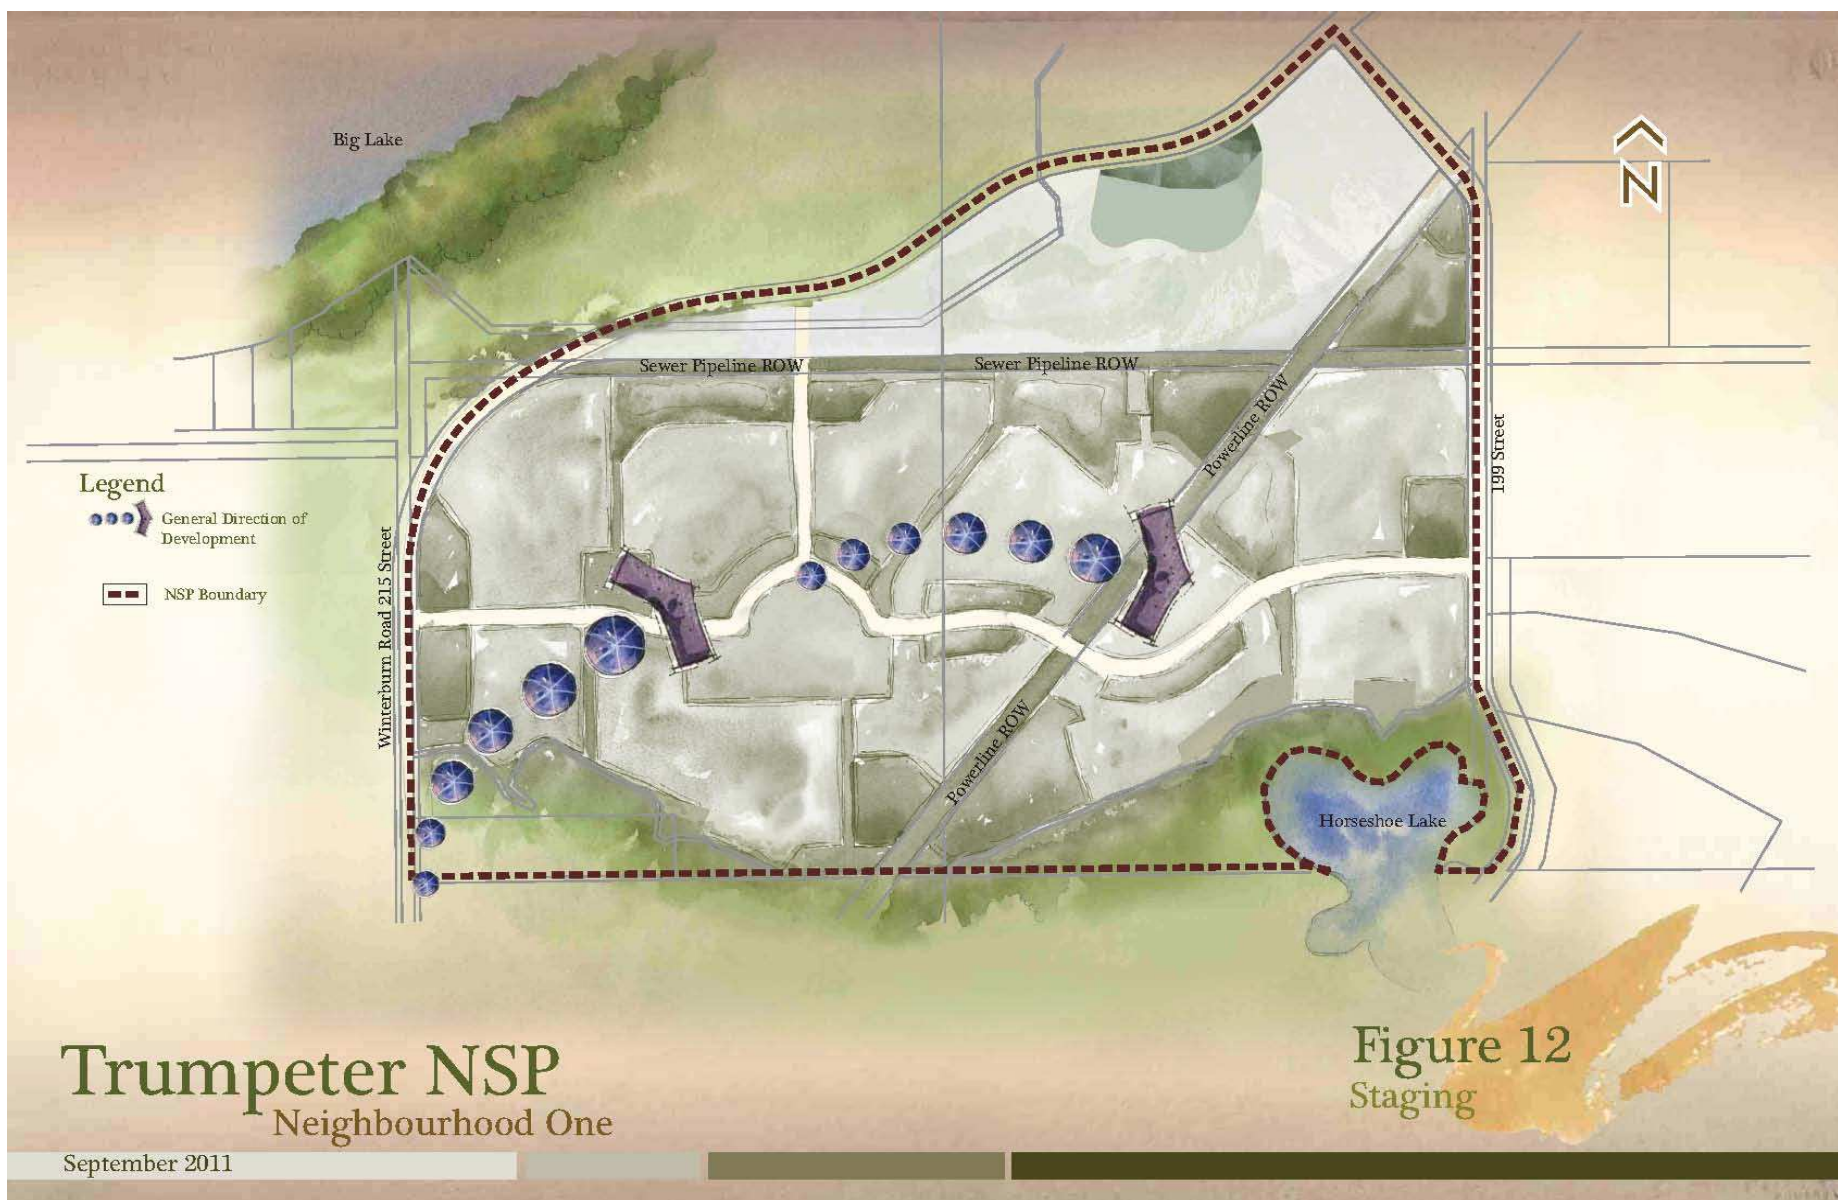 Big Lake
N
Sewer Pipeline ROW
Sewer Pipeline ROW
Powerline ROW
199 Street
Legend
General Direction of
Development
NSP Boundary
Winterburn Road 215 Street
Powerline ROW
Horseshoe Lake
Trumpeter NSP
Neighbourhood One
Figure 12
Staging
September 2011